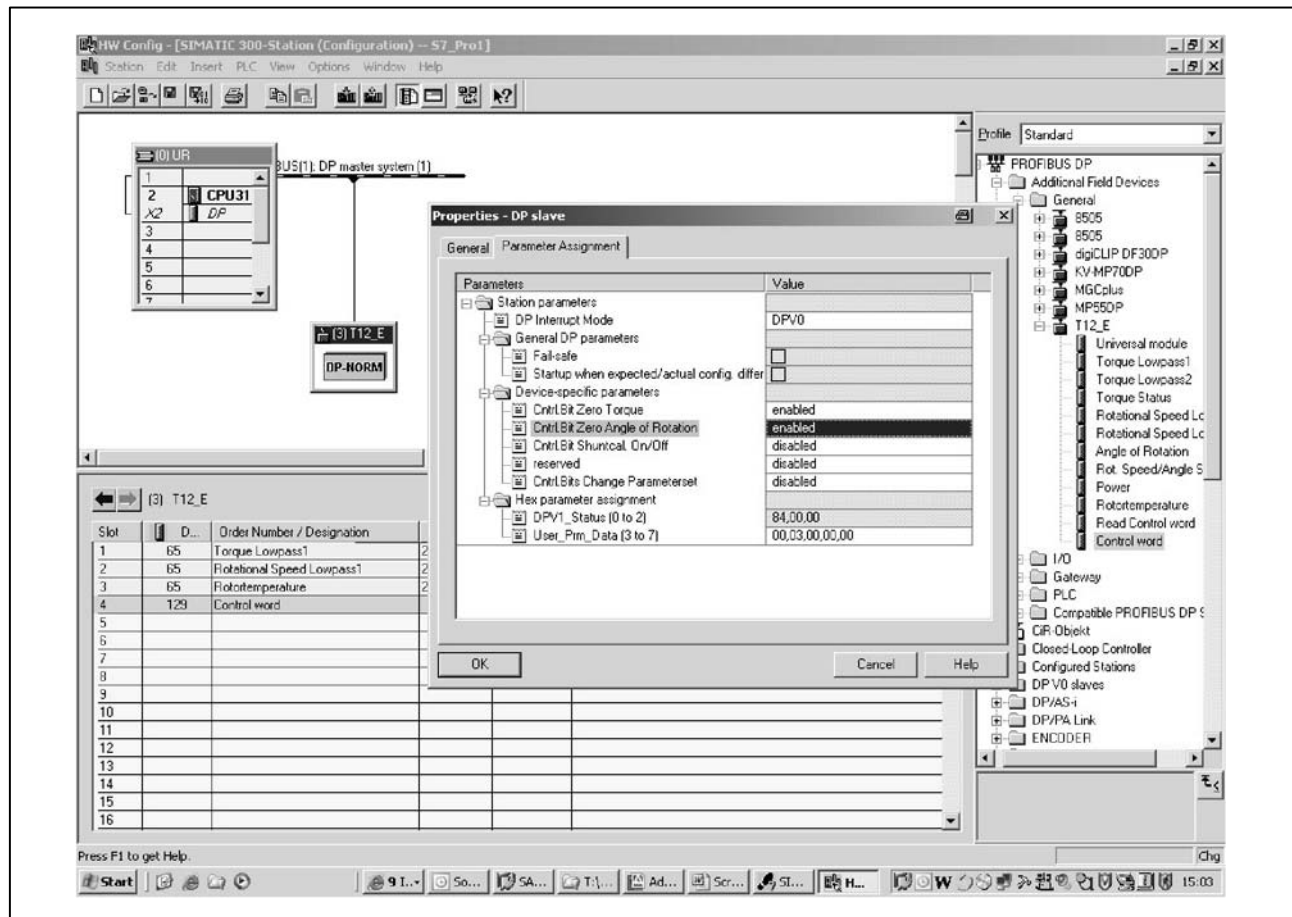 HW Config - [SIMATIC 300-Station (Configuration) -- S7_Pro1]
Station Edit Insert PLC View Options Window Help
(0) UR
1
2 CPU31
X2 DP
3
4
5
6
7
BUS(1): DP master system (1)
(3) T12_E
DP-NORM
Properties - DP slave
General Parameter Assignment
Parameters Value
Station parameters
DP Interrupt Mode DPV0
General DP parameters
Fail-safe
Startup when expected/actual config. differ
Device-specific parameters
Cntrl.Bit Zero Torque enabled
Cntrl.Bit Zero Angle of Rotation enabled
Cntrl.Bit Shuntcal. On/Off disabled
reserved disabled
Cntrl.Bits Change Parameterset disabled
Hex parameter assignment
DPV1_Status (0 to 2) 84,00,00
User_Prm_Data (3 to 7) 00,03,00,00,00
OK Cancel Help
(3) T12_E
Slot D... Order Number / Designation
1 65 Torque Lowpass1 2
2 65 Rotational Speed Lowpass1 2
3 65 Rotortemperature 2
4 129 Control word
5
6
7
8
9
10
11
12
13
14
15
16
Profile Standard
PROFIBUS DP
Additional Field Devices
General
8505
8505
digiCLIP DF30DP
KV-MP70DP
MGCplus
MP55DP
T12_E
Universal module
Torque Lowpass1
Torque Lowpass2
Torque Status
Rotational Speed Lo
Rotational Speed Lo
Angle of Rotation
Rot. Speed/Angle S
Power
Rotortemperature
Read Control word
Control word
I/O
Gateway
PLC
Compatible PROFIBUS DP S
CiR-Objekt
Closed-Loop Controller
Configured Stations
DP V0 slaves
DP/AS-i
DP/PA Link
ENCODER
Press F1 to get Help. Chg
Start 9 I... So... SA... T:\... Ad... Scr... SI... H... W 15:03